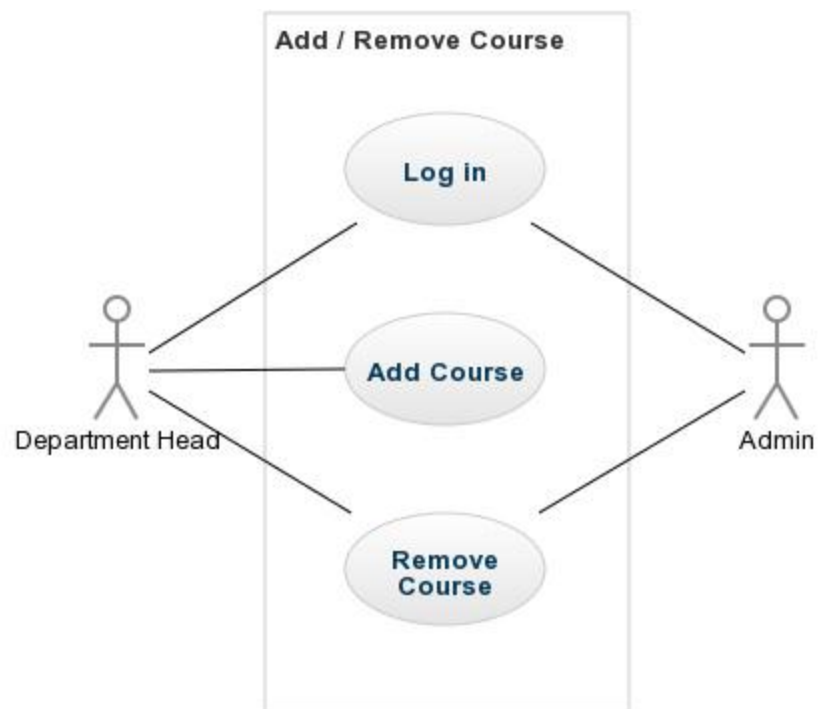 Add / Remove Course
Log in
Add Course
Department Head
Admin
Remove
Course